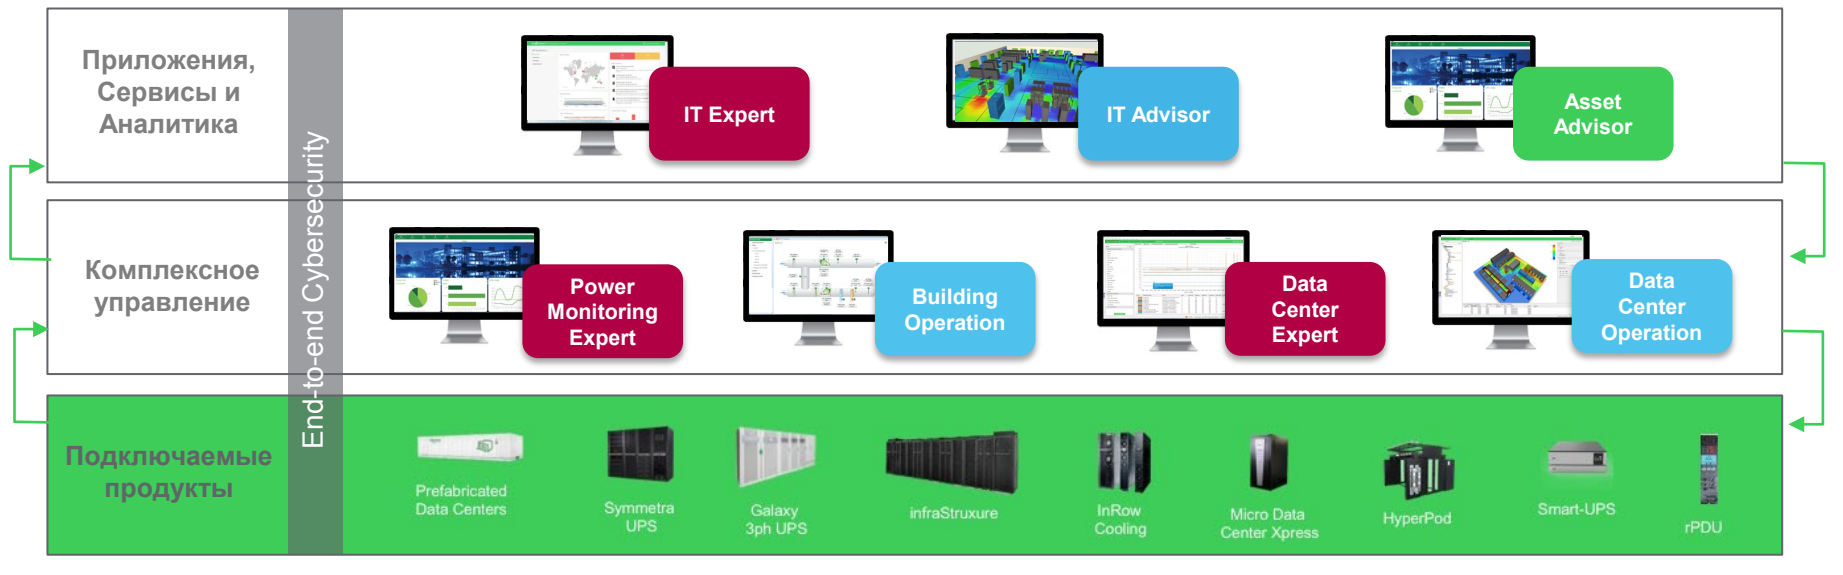 Приложения,
Сервисы и
Аналитика
End-to-end Cybersecurity
IT Expert
IT Advisor
Asset
Advisor
Комплексное
управление
Power
Monitoring
Expert
Building
Operation
Data
Center
Expert
Data
Center
Operation
Подключаемые
продукты
Prefabricated
Data Centers
Symmetra
UPS
Galaxy
3ph UPS
infraStruxure
InRow
Cooling
Micro Data
Center Xpress
HyperPod
Smart-UPS
rPDU